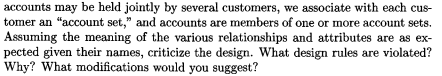 accounts may be held jointly by several customers, we associate with each cus-
tomer an “account set,” and accounts are members of one or more account sets.
Assuming the meaning of the various relationships and attributes are as ex-
pected given their names, criticize the design. What design rules are violated?
Why? What modifications would you suggest?